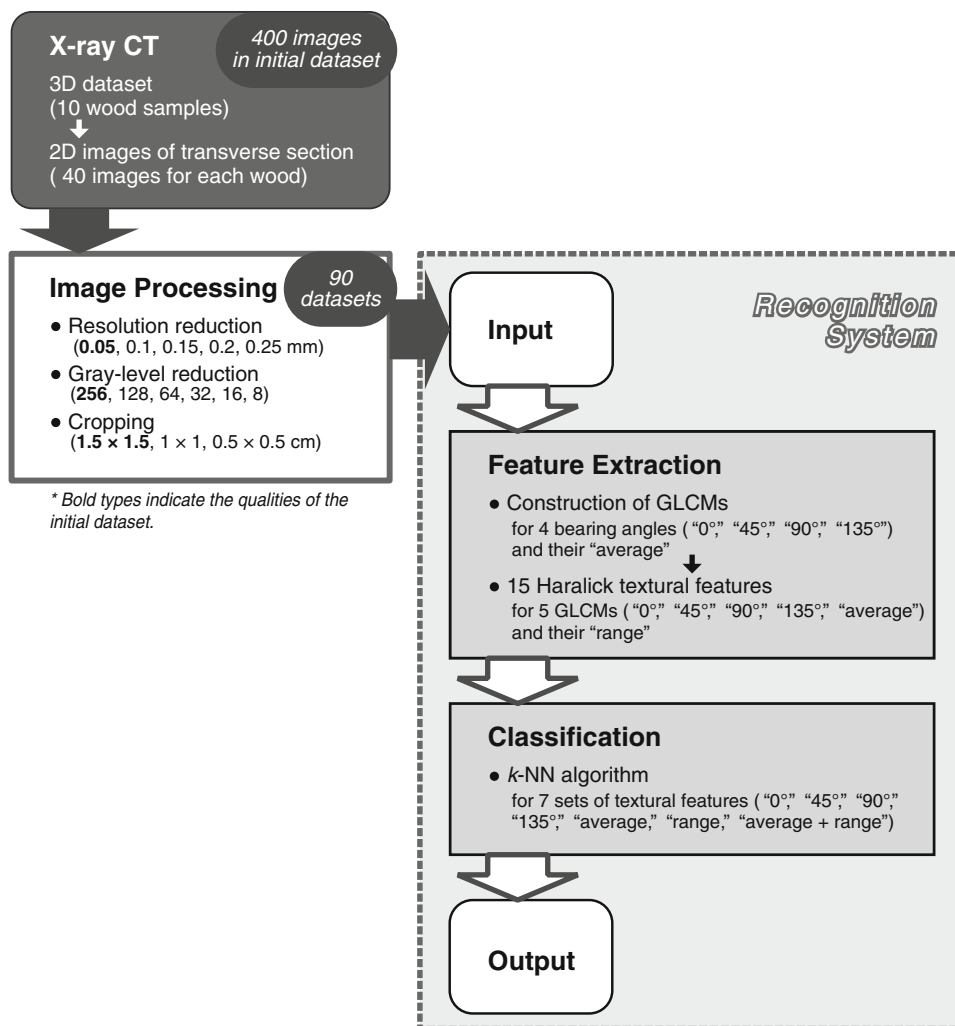 X-ray CT
400 images
in initial dataset
3D dataset
(10 wood samples)
2D images of transverse section
( 40 images for each wood)
Image Processing
90
datasets
● Resolution reduction
(0.05, 0.1, 0.15, 0.2, 0.25 mm)
● Gray-level reduction
(256, 128, 64, 32, 16, 8)
● Cropping
(1.5 × 1.5, 1 × 1, 0.5 × 0.5 cm)
* Bold types indicate the qualities of the
initial dataset.
Recognition
System
Input
Feature Extraction
● Construction of GLCMs
for 4 bearing angles ( “0°,” “45°,” “90°,” “135°”)
and their “average”
● 15 Haralick textural features
for 5 GLCMs ( “0°,” “45°,” “90°,” “135°,” “average”)
and their “range”
Classification
● k-NN algorithm
for 7 sets of textural features ( “0°,” “45°,” “90°,”
“135°,” “average,” “range,” “average + range”)
Output